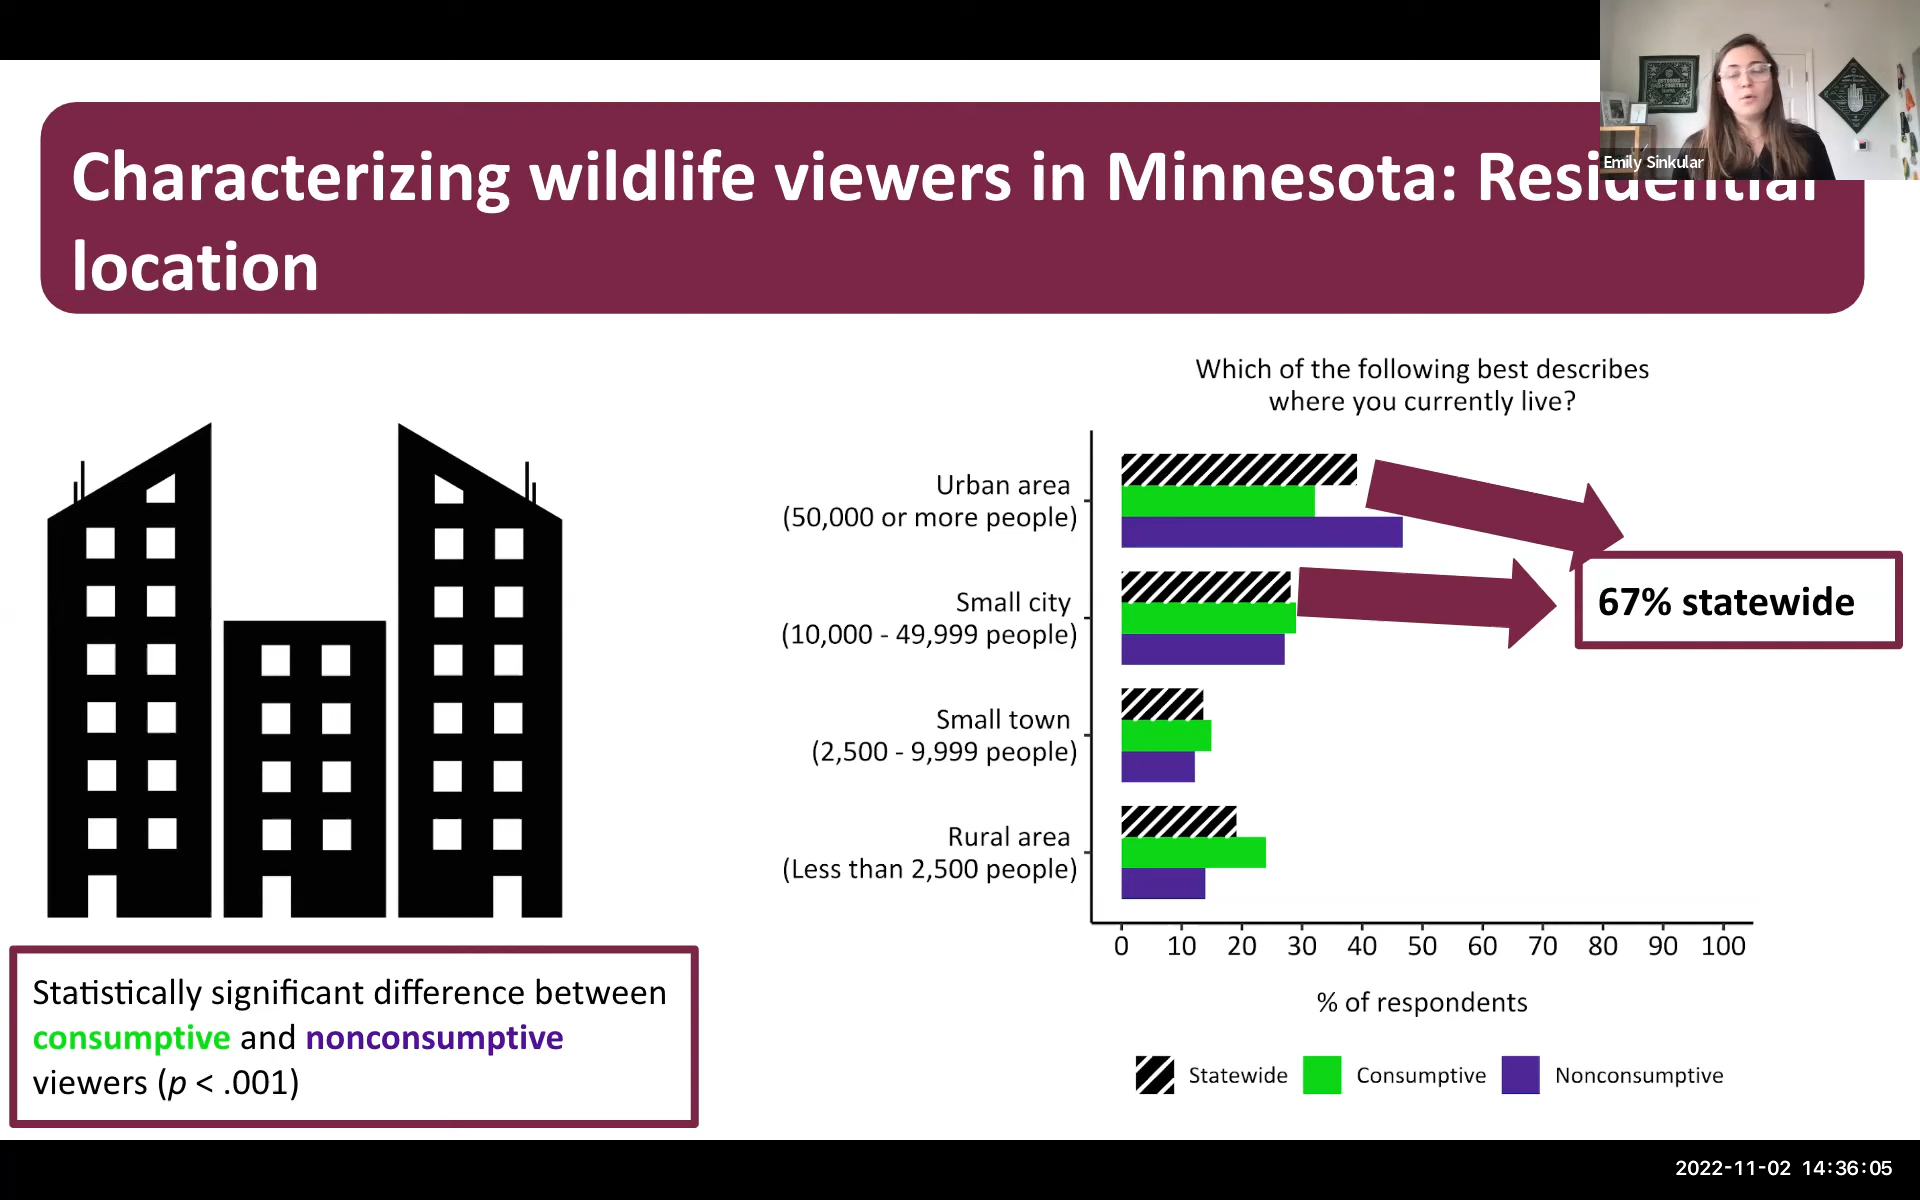 Characterizing wildlife viewers in Minnesota: Residential
location
Emily Sinkular
Which of the following best describes
where you currently live?
Urban area
(50,000 or more people)
Small city
(10,000 - 49,999 people)
Small town
(2,500 - 9,999 people)
Rural area
(Less than 2,500 people)
67% statewide
0 10 20 30 40 50 60 70 80 90 100
% of respondents
Statewide Consumptive Nonconsumptive
Statistically significant difference between
consumptive and nonconsumptive
viewers (p < .001)
2022-11-02 14:36:05